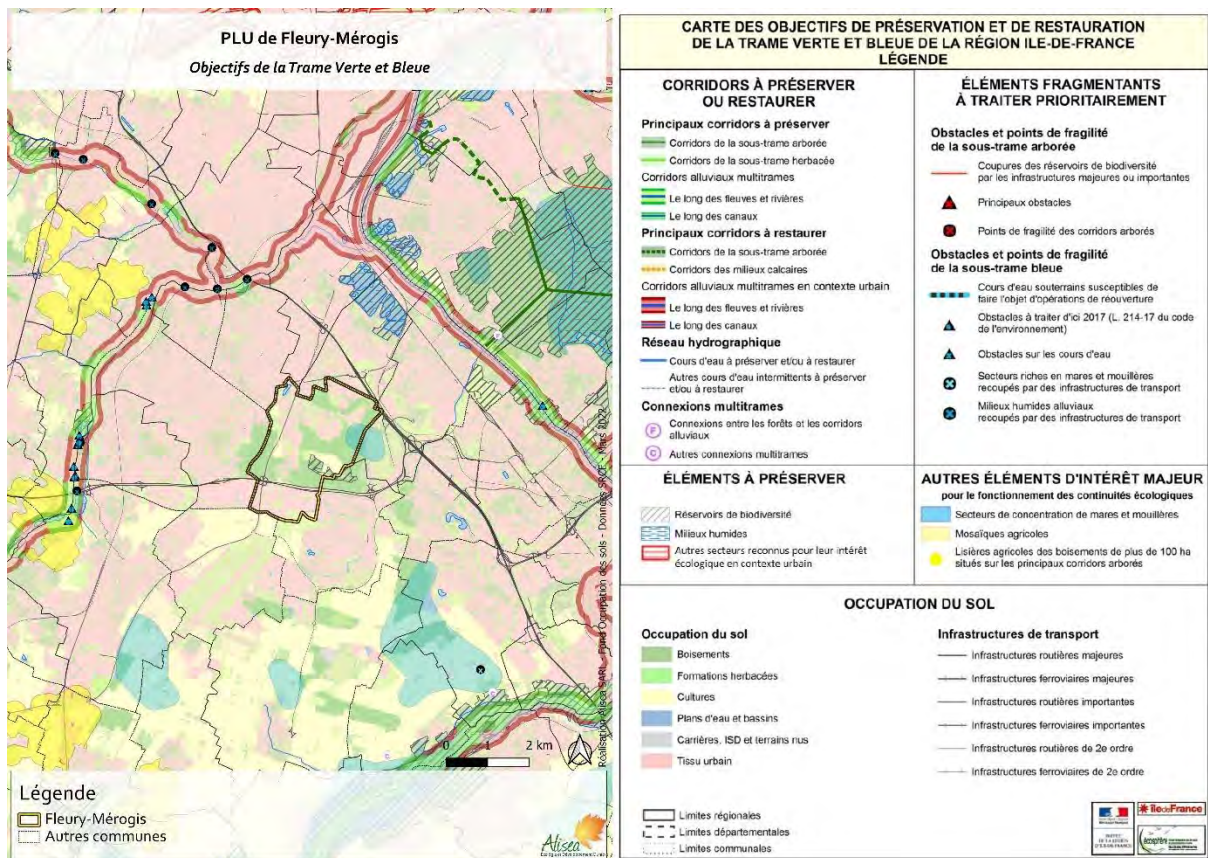 PLU de Fleury-Mérogis
Objectifs de la Trame Verte et Bleue
0 1 2 km
Réalisation Alisea SARL - Fond Occupation des sols - Données SRCE - Mars 202
Légende
Fleury-Mérogis
Autres communes
Alisea
CARTE DES OBJECTIFS DE PRÉSERVATION ET DE RESTAURATION
DE LA TRAME VERTE ET BLEUE DE LA RÉGION ILE-DE-FRANCE
LÉGENDE
CORRIDORS À PRÉSERVER
OU RESTAURER
Principaux corridors à préserver
Corridors de la sous-trame arborée
Corridors de la sous-trame herbacée
Corridors alluviaux multitrames
Le long des fleuves et rivières
Le long des canaux
Principaux corridors à restaurer
Corridors de la sous-trame arborée
Corridors des milieux calcaires
Corridors alluviaux multitrames en contexte urbain
Le long des fleuves et rivières
Le long des canaux
Réseau hydrographique
Cours d'eau à préserver et/ou à restaurer
Autres cours d'eau intermittents à préserver
et/ou à restaurer
Connexions multitrames
F Connexions entre les forêts et les corridors
alluviaux
C Autres connexions multitrames
ÉLÉMENTS FRAGMENTANTS
À TRAITER PRIORITAIREMENT
Obstacles et points de fragilité
de la sous-trame arborée
Coupures des réservoirs de biodiversité
par les infrastructures majeures ou importantes
Principeux obstacles
Points de fragilité des corridors arborés
Obstacles et points de fragilité
de la sous-trame bleue
Cours d'eau souterrains susceptibles de
faire l'objet d'opérations de réouverture
Obstacles à traiter d'ici 2017 (L. 214-17 du code
de l'environnement)
Obstacles sur les cours d'eau
Secteurs riches en mares et mouillères
recoupés par des infrastructures de transport
Milieux humides alluviaux
recoupés par des infrastructures de transport
ÉLÉMENTS À PRÉSERVER
Réservoirs de biodiversité
Milieux humides
Autres secteurs reconnus pour leur intérêt
écologique en contexte urbain
AUTRES ÉLÉMENTS D'INTÉRÊT MAJEUR
pour le fonctionnement des continuités écologiques
Secteurs de concentration de mares et mouillères
Mosaïques agricoles
Lisières agricoles des boisements de plus de 100 ha
situés sur les principaux corridors arborés
OCCUPATION DU SOL
Occupation du sol
Boisements
Formations herbacées
Cultures
Plans d'eau et bassins
Carrières, ISD et terrains nus
Tissu urbain
Infrastructures de transport
Infrastructures routières majeures
Infrastructures ferroviaires majeures
Infrastructures routières importantes
Infrastructures ferroviaires importantes
Infrastructures routières de 2e ordre
Infrastructures ferroviaires de 2e ordre
Limites régionales
Limites départementales
Limites communales
îledeFrance
écosphère